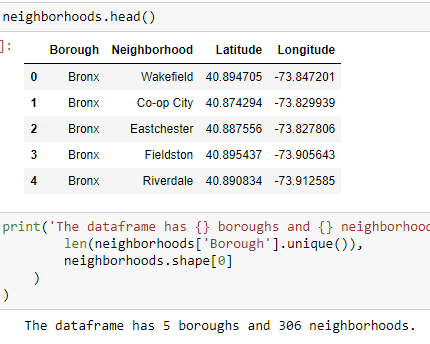 neighborhoods.head()
]:
Borough Neighborhood Latitude Longitude
0 Bronx Wakefield 40.894705 -73.847201
1 Bronx Co-op City 40.874294 -73.829939
2 Bronx Eastchester 40.887556 -73.827806
3 Bronx Fieldston 40.895437 -73.905643
4 Bronx Riverdale 40.890834 -73.912585
print('The dataframe has {} boroughs and {} neighborhoo
len(neighborhoods['Borough'].unique()),
neighborhoods.shape[0]
)
)
The dataframe has 5 boroughs and 306 neighborhoods.